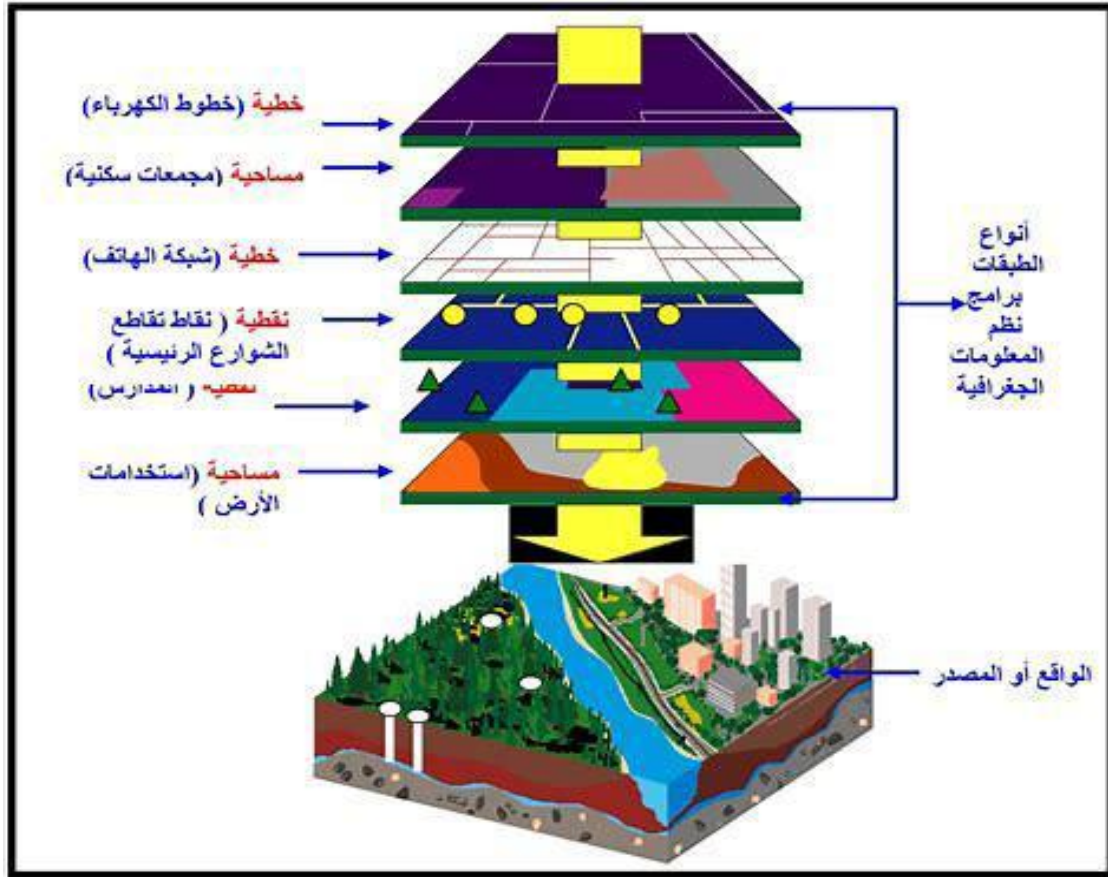 خطية (خطوط الكهرباء)
مساحية (مجمعات سكنية)
خطية (شبكة الهاتف)
نقطية ( نقاط تقاطع
الشوارع الرئيسية )
نقطية ( المدارس)
مساحية (استخدامات
الأرض )
أنواع
الطبقات
برامج
نظم
المعلومات
الجغرافية
الواقع أو المصدر